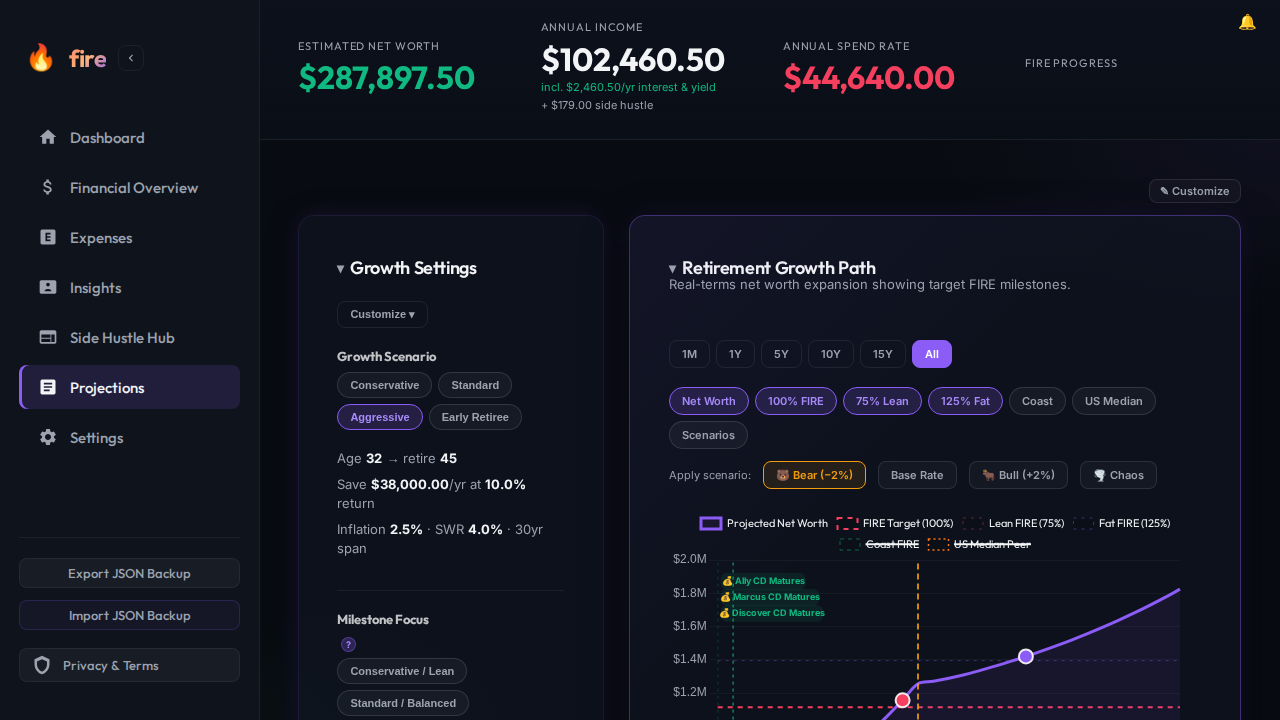 fire
Dashboard
Financial Overview
Expenses
Insights
Side Hustle Hub
Projections
Settings
Export JSON Backup
Import JSON Backup
Privacy & Terms
ESTIMATED NET WORTH
$287,897.50
ANNUAL INCOME
$102,460.50
incl. $2,460.50/yr interest & yield
+ $179.00 side hustle
ANNUAL SPEND RATE
$44,640.00
FIRE PROGRESS
✎ Customize
▾ Growth Settings
Customize ▾
Growth Scenario
Conservative Standard
Aggressive Early Retiree
Age 32 → retire 45
Save $38,000.00/yr at 10.0%
return
Inflation 2.5% · SWR 4.0% · 30yr
span
Milestone Focus
?
Conservative / Lean
Standard / Balanced
▾ Retirement Growth Path
Real-terms net worth expansion showing target FIRE milestones.
1M 1Y 5Y 10Y 15Y All
Net Worth 100% FIRE 75% Lean 125% Fat Coast US Median
Scenarios
Apply scenario: 🐻 Bear (−2%) Base Rate 🐂 Bull (+2%) 🌪️ Chaos
Projected Net Worth FIRE Target (100%) Lean FIRE (75%) Fat FIRE (125%)
Coast FIRE US Median Peer
$2.0M
💰 Ally CD Matures
$1.8M
💰 Marcus CD Matures
💰 Discover CD Matures
$1.6M
$1.4M
$1.2M